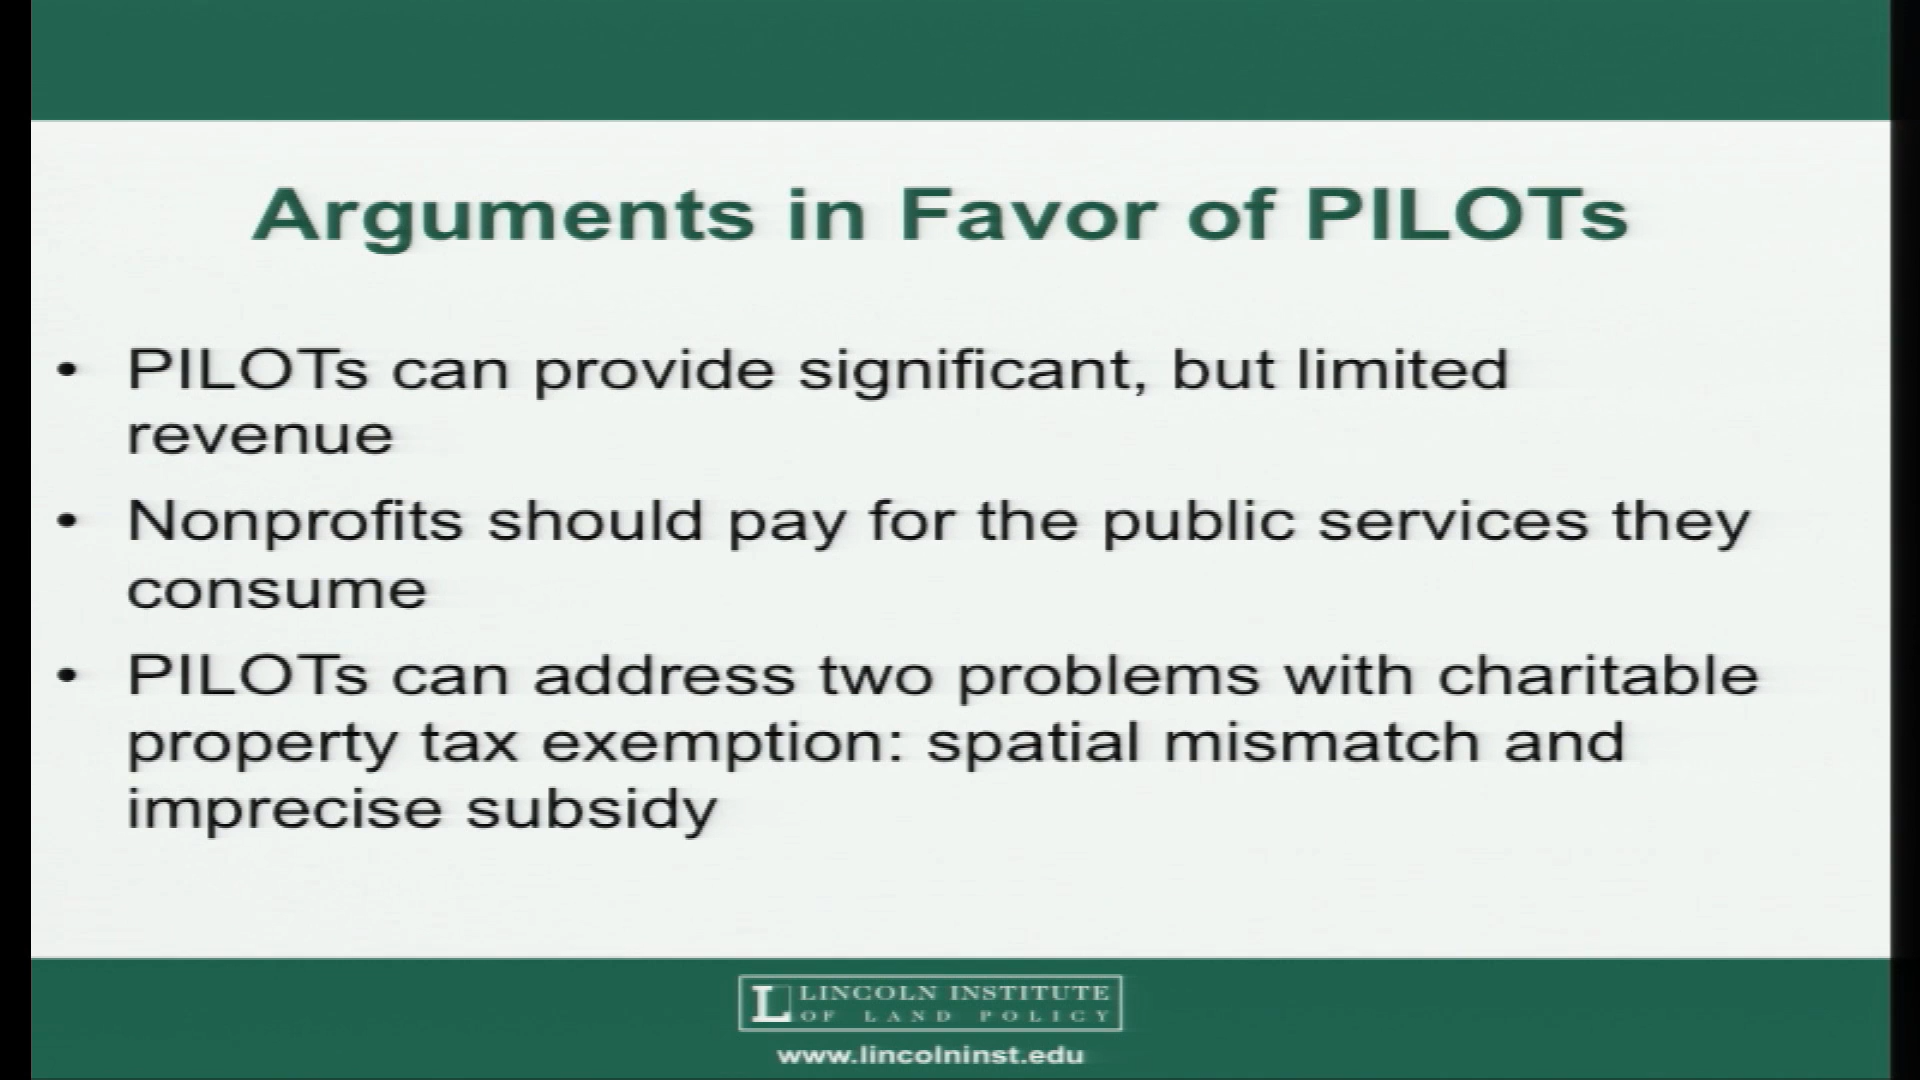 Arguments in Favor of PILOTs
• PILOTs can provide significant, but limited
revenue
• Nonprofits should pay for the public services they
consume
• PILOTs can address two problems with charitable
property tax exemption: spatial mismatch and
imprecise subsidy
L LINCOLN INSTITUTE
OF LAND POLICY
www.lincolninst.edu